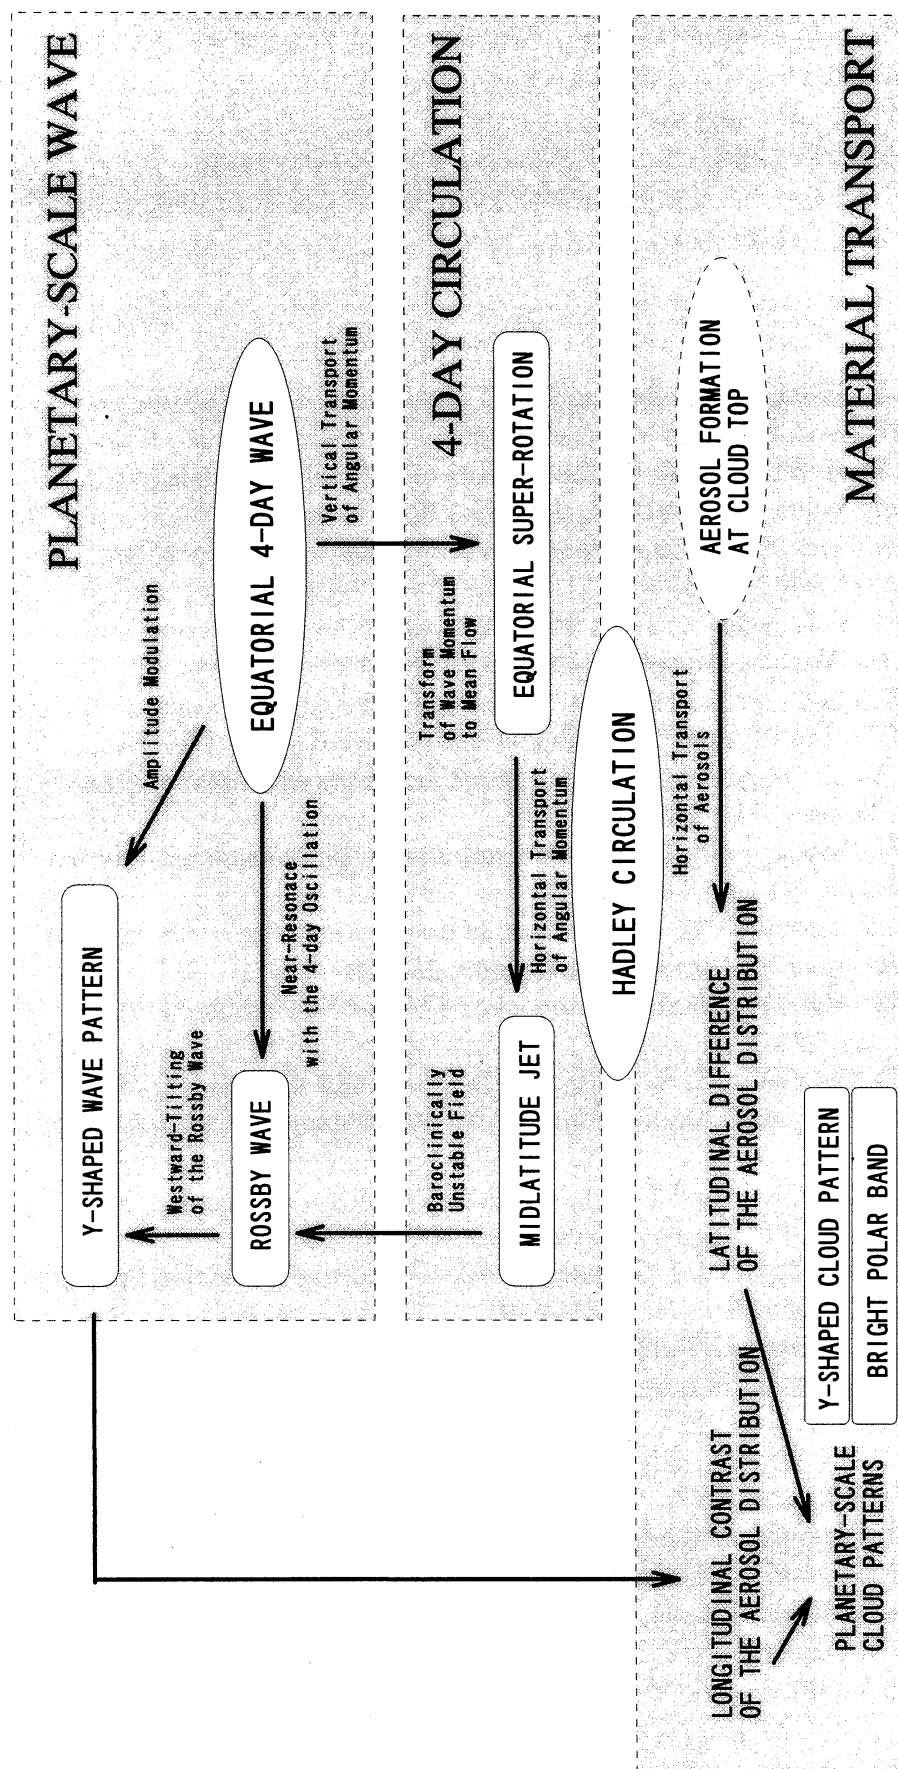 PLANETARY-SCALE WAVE
Y-SHAPED WAVE PATTERN
Amplitude Modulation
Westward-Tilting
of the Rossby Wave
ROSSBY WAVE
EQUATORIAL 4-DAY WAVE
Near-Resonace
with the 4-day Oscillation
Vertical Transport
of Angular Momentum
4-DAY CIRCULATION
Baroclinically
Unstable Field
Transform
of Wave Momentum
to Mean Flow
MIDLATITUDE JET
EQUATORIAL SUPER-ROTATION
Horizontal Transport
of Angular Momentum
HADLEY CIRCULATION
MATERIAL TRANSPORT
Horizontal Transport
of Aerosols
AEROSOL FORMATION
AT CLOUD TOP
LATITUDINAL DIFFERENCE
OF THE AEROSOL DISTRIBUTION
LONGITUDINAL CONTRAST
OF THE AEROSOL DISTRIBUTION
PLANETARY-SCALE
CLOUD PATTERNS
Y-SHAPED CLOUD PATTERN
BRIGHT POLAR BAND